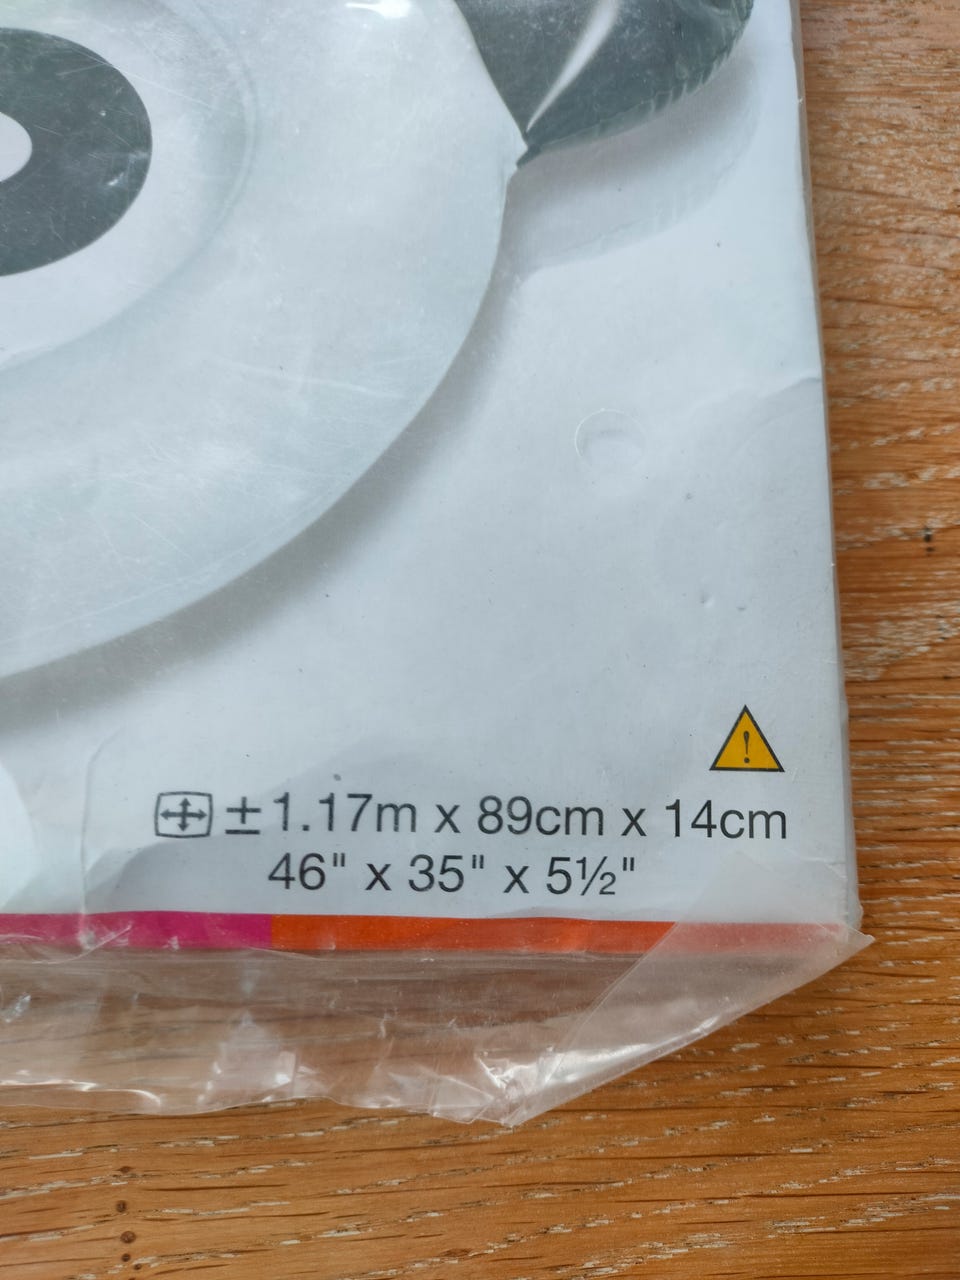 ±1.17m x 89cm x 14cm
46" x 35" x 5½"